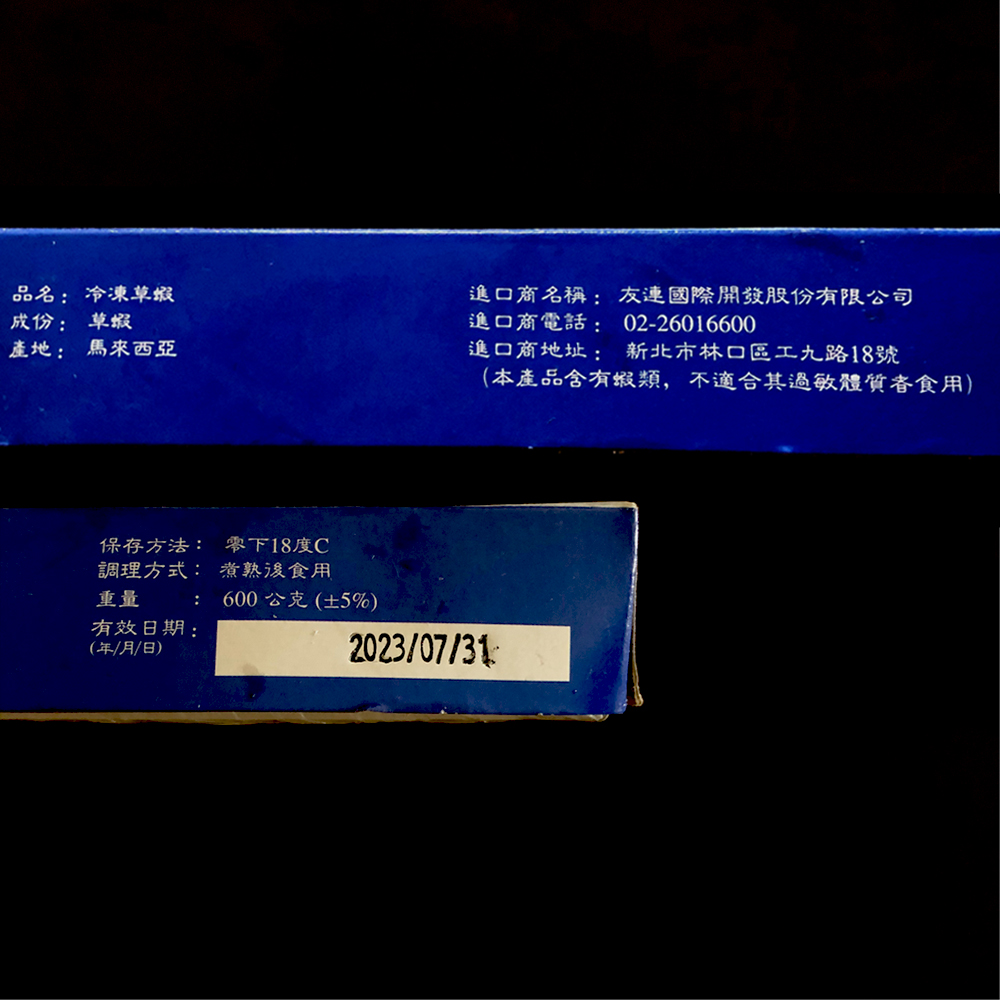 品名： 冷凍草蝦
成份： 草蝦
產地： 馬來西亞
進口商名稱： 友連國際開發股份有限公司
進口商電話： 02-26016600
進口商地址： 新北市林口區工九路18號
(本產品含有蝦類，不適合其過敏體質者食用)
保存方法： 零下18度C
調理方式： 煮熟後食用
重量 ： 600 公克 (±5%)
有效日期：
(年/月/日)
2023/07/31